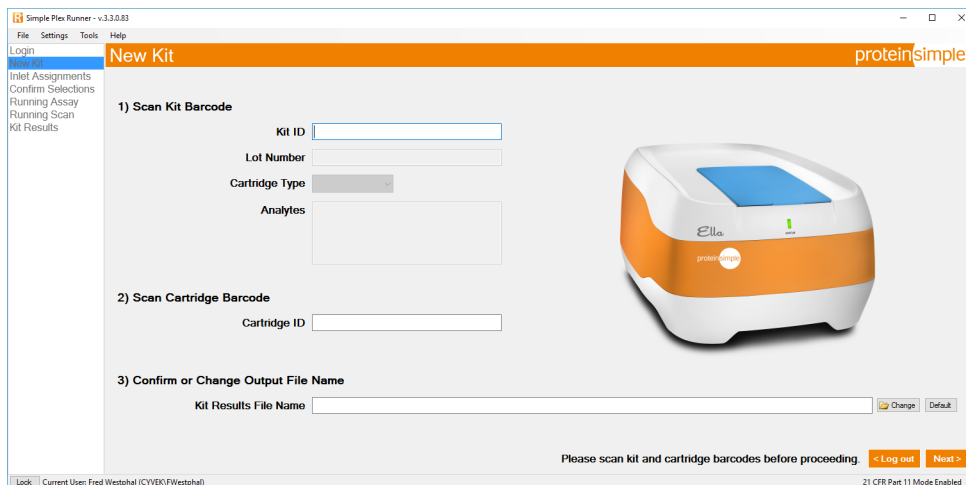 Simple Plex Runner - v.3.3.0.83
File Settings Tools Help
Login
New Kit
Inlet Assignments
Confirm Selections
Running Assay
Running Scan
Kit Results
New Kit
proteinsimple
1) Scan Kit Barcode
Kit ID
Lot Number
Cartridge Type
Analytes
Ella
proteinsimple
2) Scan Cartridge Barcode
Cartridge ID
3) Confirm or Change Output File Name
Kit Results File Name
Change Default
Please scan kit and cartridge barcodes before proceeding. < Log out Next >
Lock Current User: Fred Westphal (CYVEK\FWestphal) 21 CFR Part 11 Mode Enabled